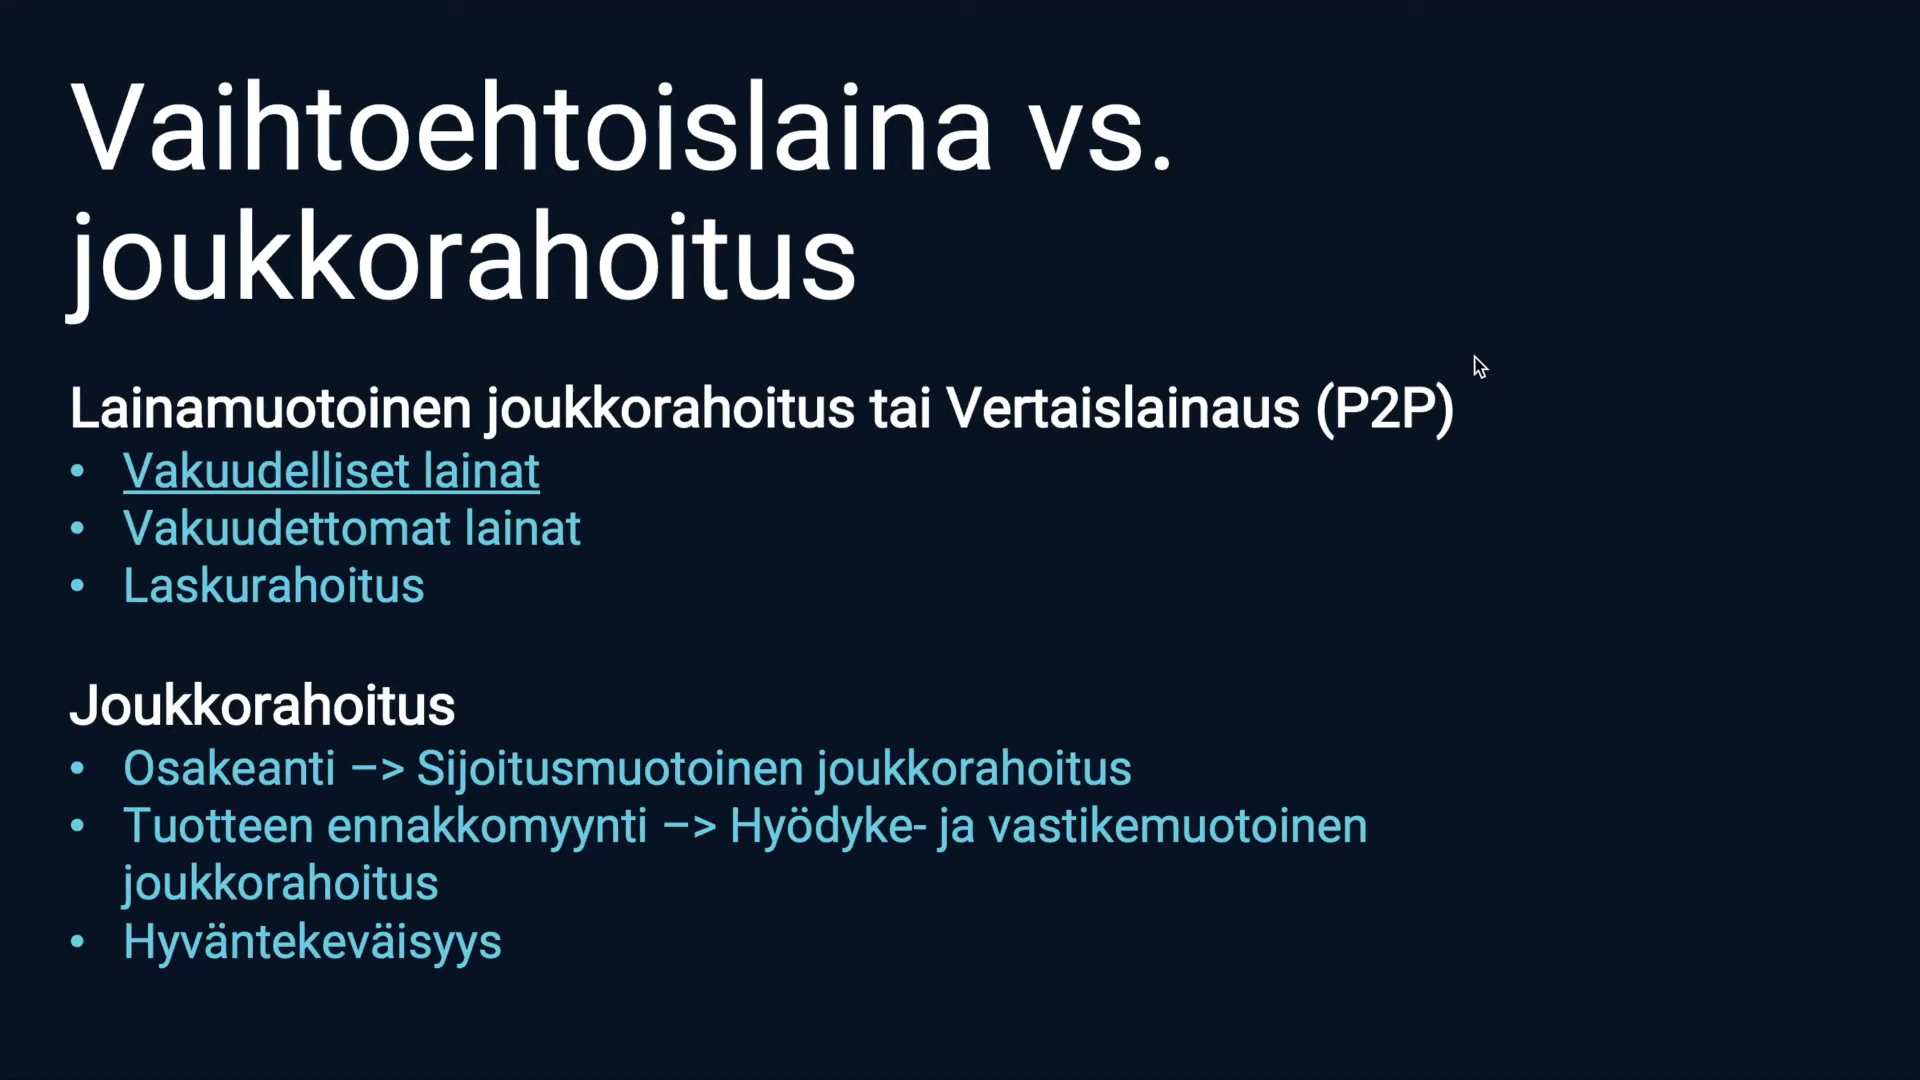 Vaihtoehtoislaina vs.
joukkorahoitus
Lainamuotoinen joukkorahoitus tai Vertaislainaus (P2P)
• Vakuudelliset lainat
• Vakuudettomat lainat
• Laskurahoitus
Joukkorahoitus
• Osakeanti –> Sijoitusmuotoinen joukkorahoitus
• Tuotteen ennakkomyynti –> Hyödyke- ja vastikemuotoinen
joukkorahoitus
• Hyväntekeväisyys